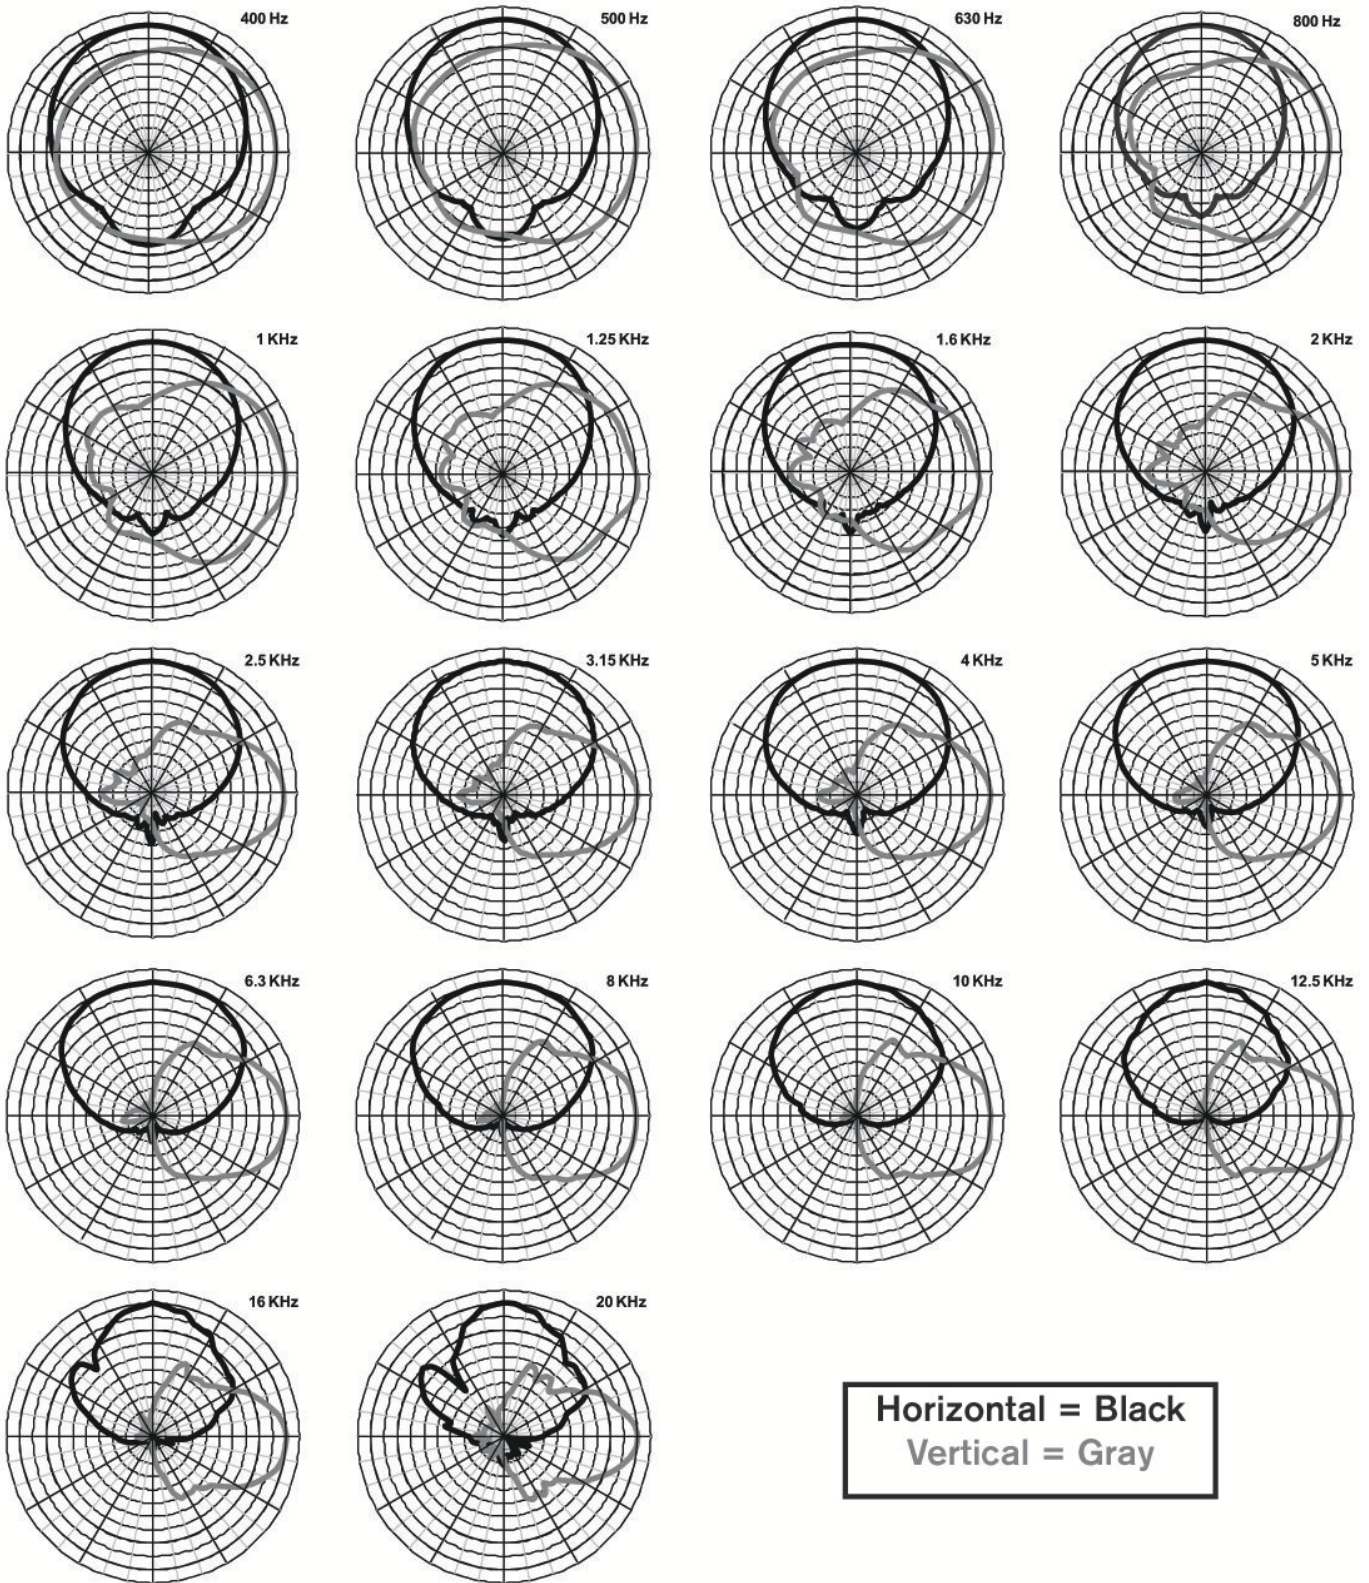 400 Hz
500 Hz
630 Hz
800 Hz
1 KHz
1.25 KHz
1.6 KHz
2 KHz
2.5 KHz
3.15 KHz
4 KHz
5 KHz
6.3 KHz
8 KHz
10 KHz
12.5 KHz
16 KHz
20 KHz
Horizontal = Black
Vertical = Gray